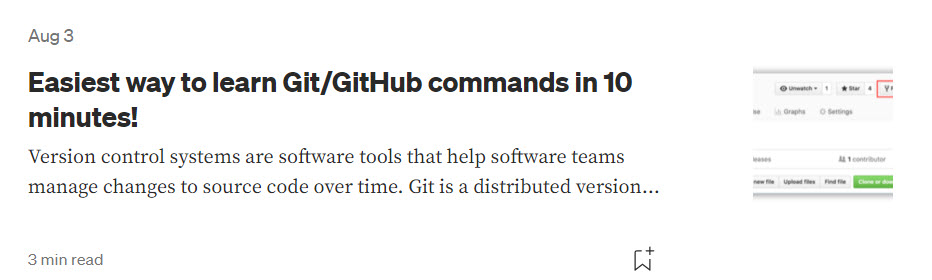 Aug 3
Easiest way to learn Git/GitHub commands in 10
minutes!
Version control systems are software tools that help software teams
manage changes to source code over time. Git is a distributed version...
3 min read
Unwatch 1 Star 4
Graphs Settings
1 contributor
Upload files Find file Clone or dow